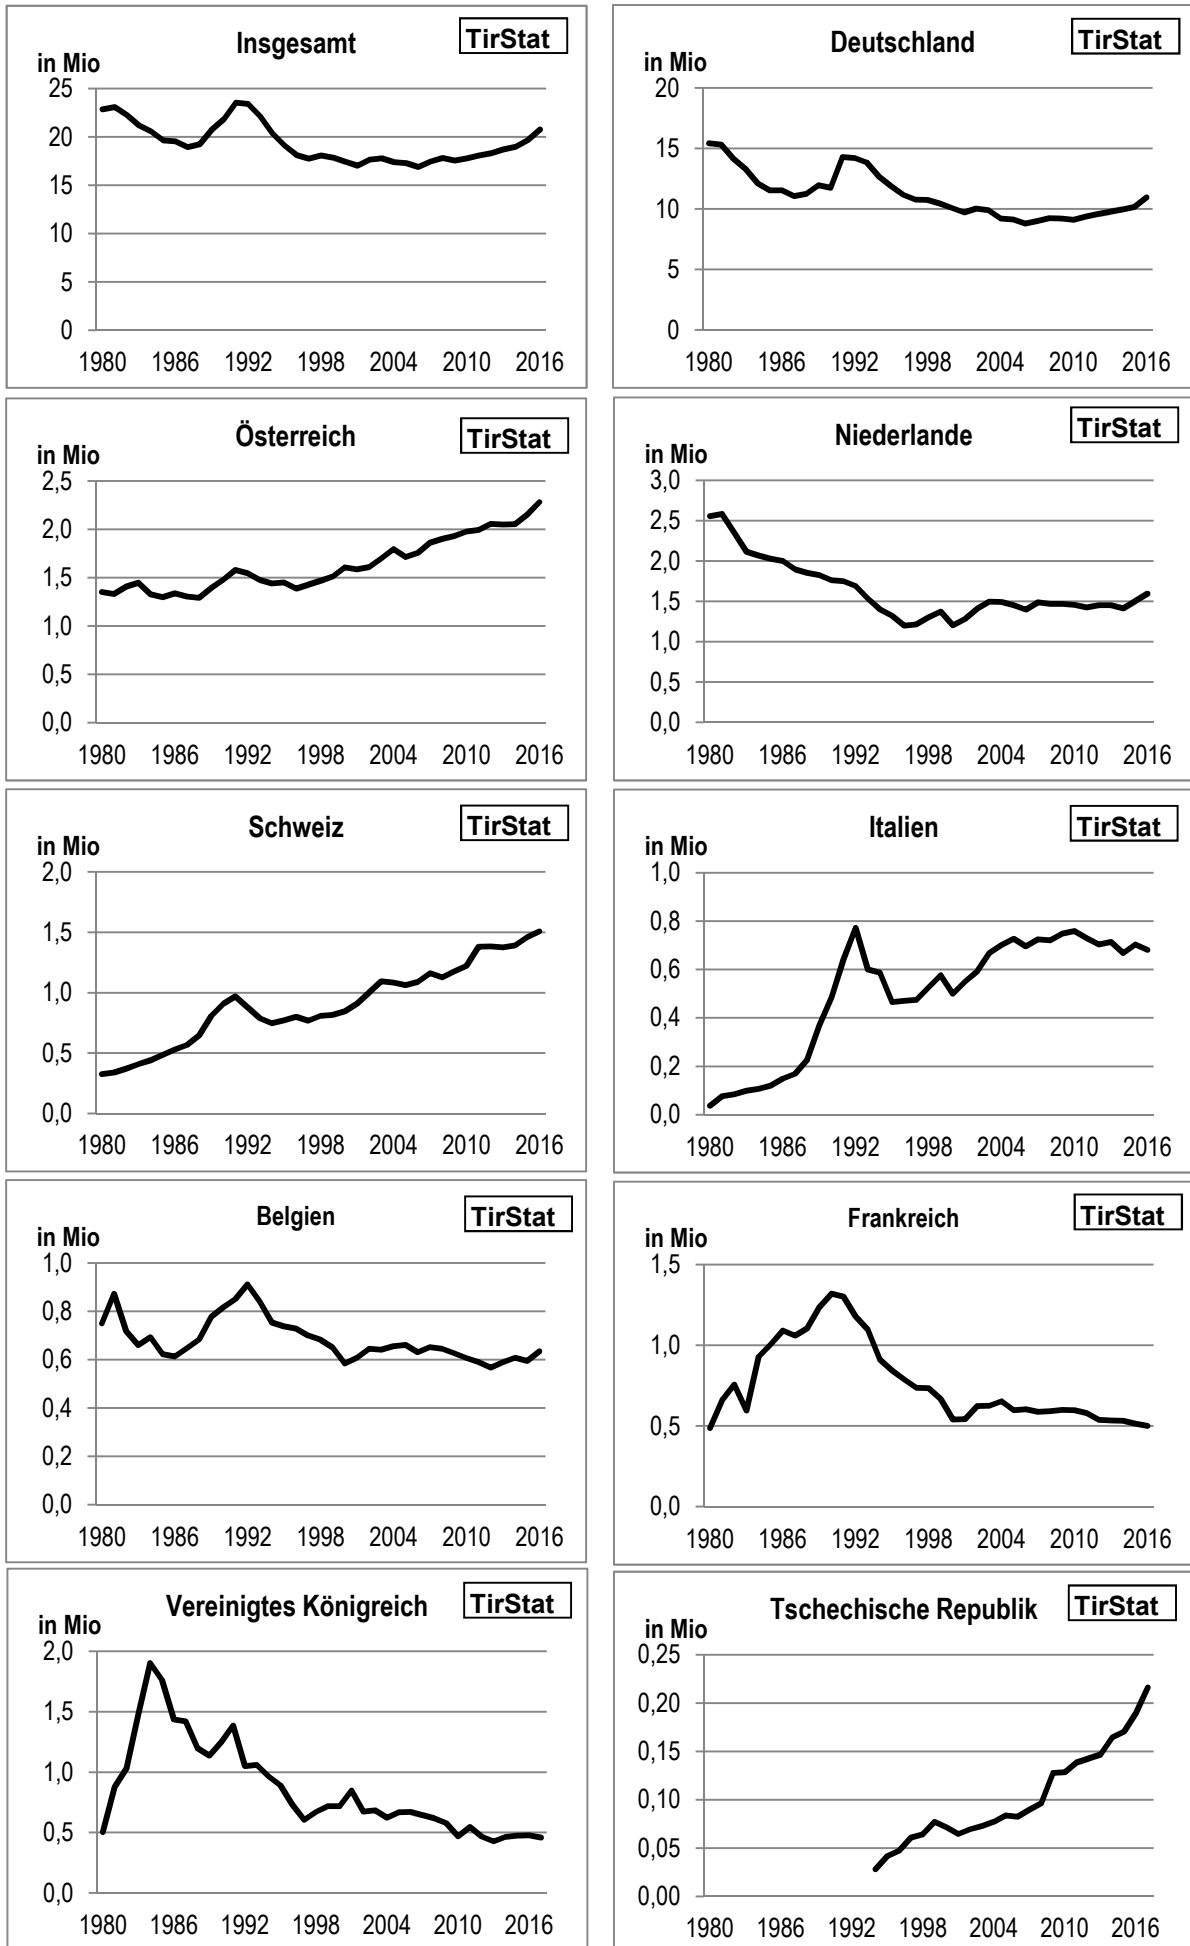 Insgesamt
TirStat
in Mio
25
20
15
10
5
0
1980 1986 1992 1998 2004 2010 2016
Deutschland
TirStat
in Mio
20
15
10
5
0
1980 1986 1992 1998 2004 2010 2016
Österreich
TirStat
in Mio
2,5
2,0
1,5
1,0
0,5
0,0
1980 1986 1992 1998 2004 2010 2016
Niederlande
TirStat
in Mio
3,0
2,5
2,0
1,5
1,0
0,5
0,0
1980 1986 1992 1998 2004 2010 2016
Schweiz
TirStat
in Mio
2,0
1,5
1,0
0,5
0,0
1980 1986 1992 1998 2004 2010 2016
Italien
TirStat
in Mio
1,0
0,8
0,6
0,4
0,2
0,0
1980 1986 1992 1998 2004 2010 2016
Belgien
TirStat
in Mio
1,0
0,8
0,6
0,4
0,2
0,0
1980 1986 1992 1998 2004 2010 2016
Frankreich
TirStat
in Mio
1,5
1,0
0,5
0,0
1980 1986 1992 1998 2004 2010 2016
Vereinigtes Königreich
TirStat
in Mio
2,0
1,5
1,0
0,5
0,0
1980 1986 1992 1998 2004 2010 2016
Tschechische Republik
TirStat
in Mio
0,25
0,20
0,15
0,10
0,05
0,00
1980 1986 1992 1998 2004 2010 2016